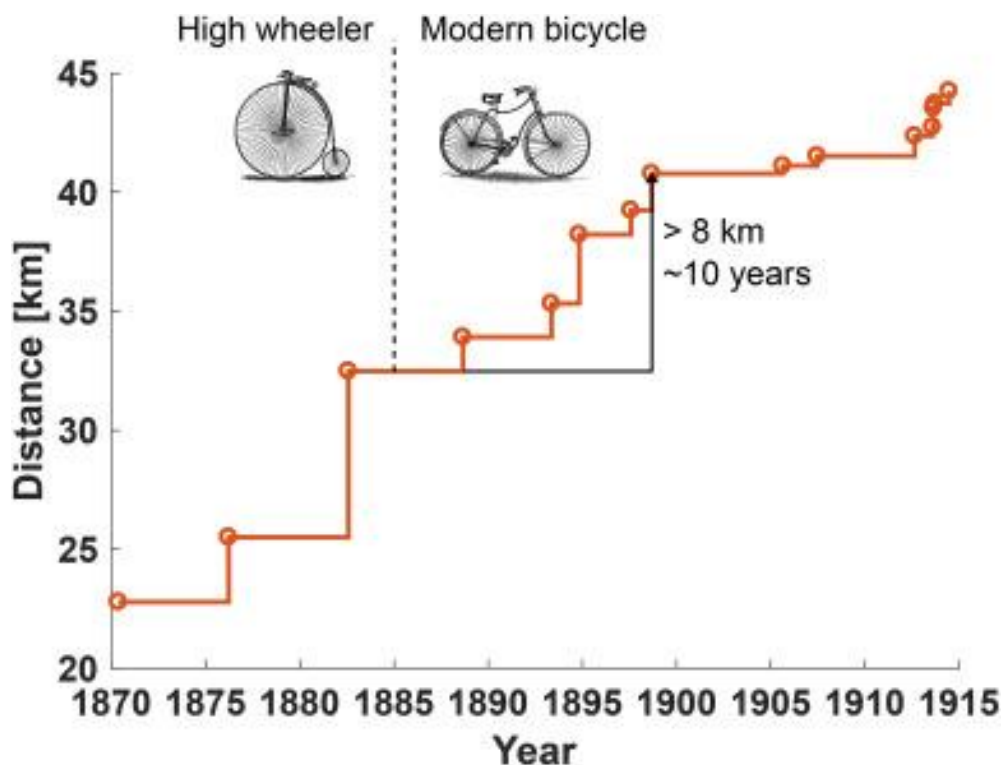 High wheeler
Modern bicycle
45
40
35
30
25
20
Distance [km]
> 8 km
~10 years
1870 1875 1880 1885 1890 1895 1900 1905 1910 1915
Year